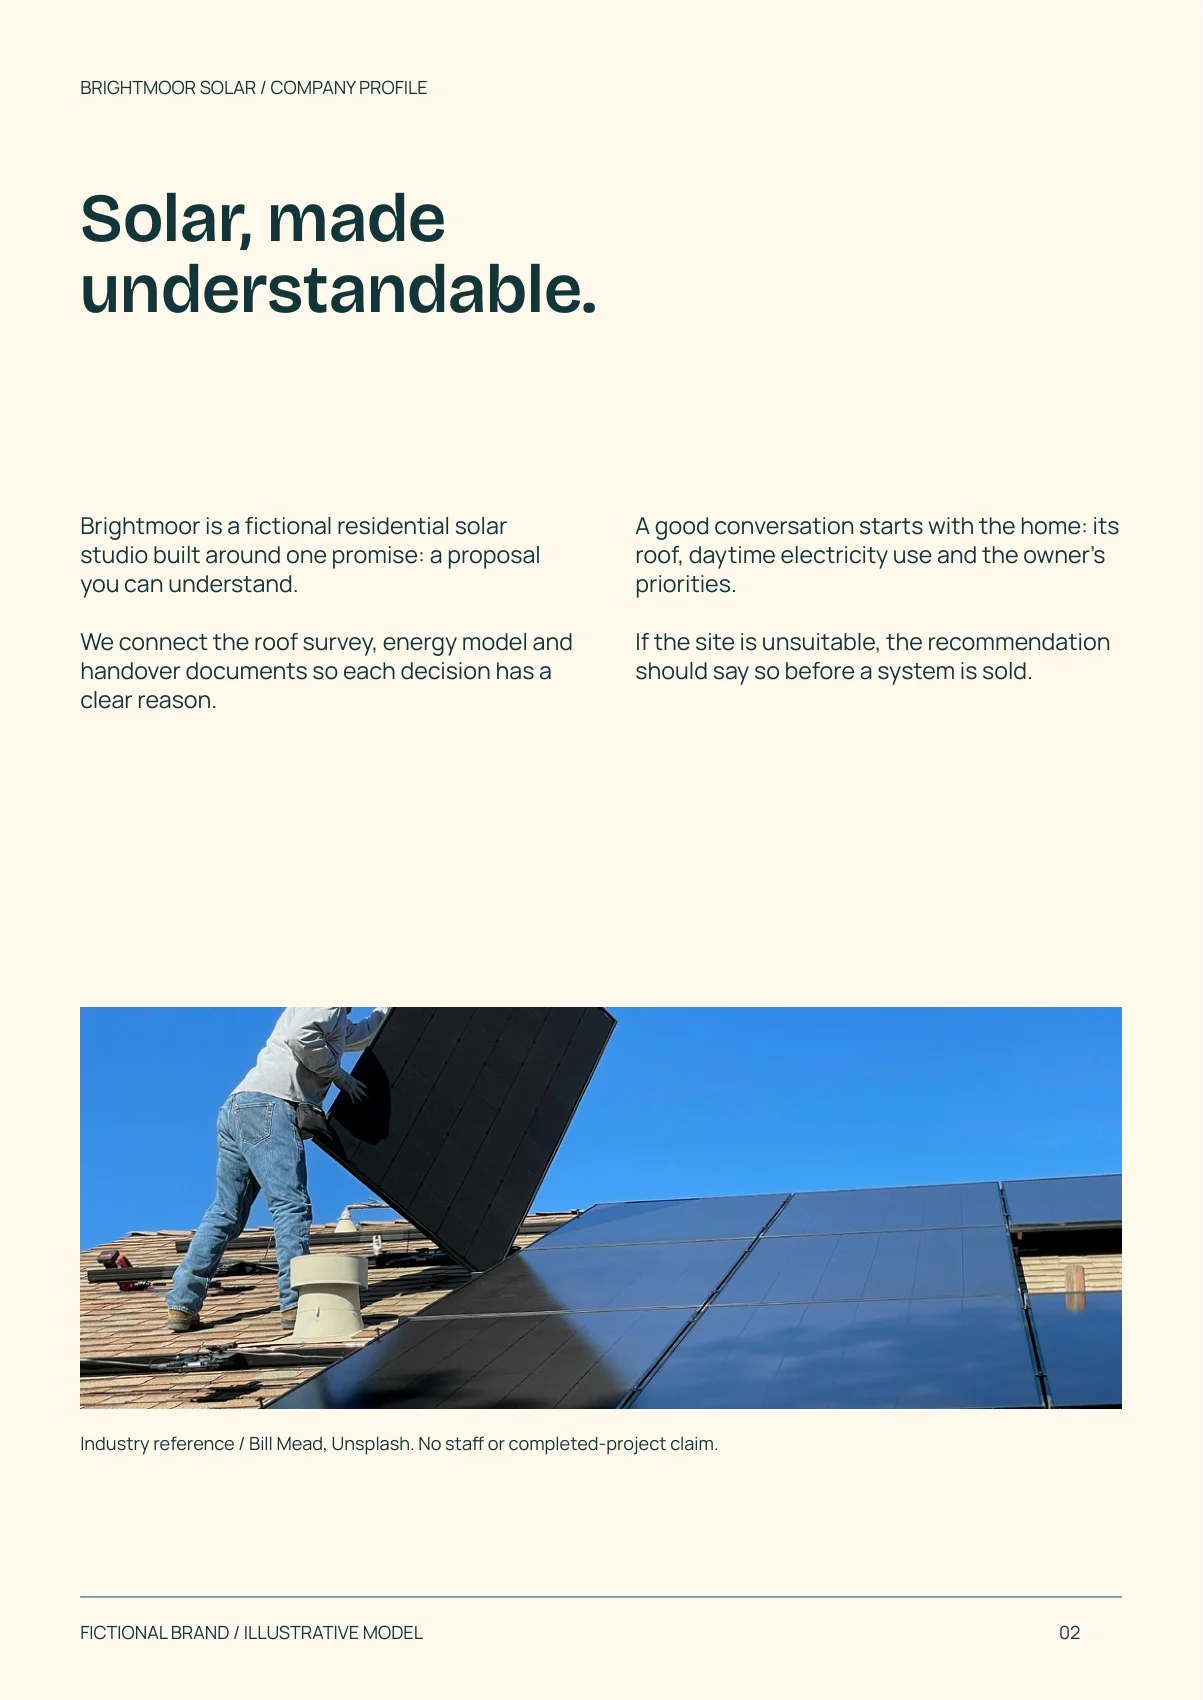 BRIGHTMOOR SOLAR / COMPANY PROFILE
Solar, made
understandable.
Brightmoor is a fictional residential solar
studio built around one promise: a proposal
you can understand.
We connect the roof survey, energy model and
handover documents so each decision has a
clear reason.
A good conversation starts with the home: its
roof, daytime electricity use and the owner’s
priorities.
If the site is unsuitable, the recommendation
should say so before a system is sold.
Industry reference / Bill Mead, Unsplash. No staff or completed-project claim.
FICTIONAL BRAND / ILLUSTRATIVE MODEL
02